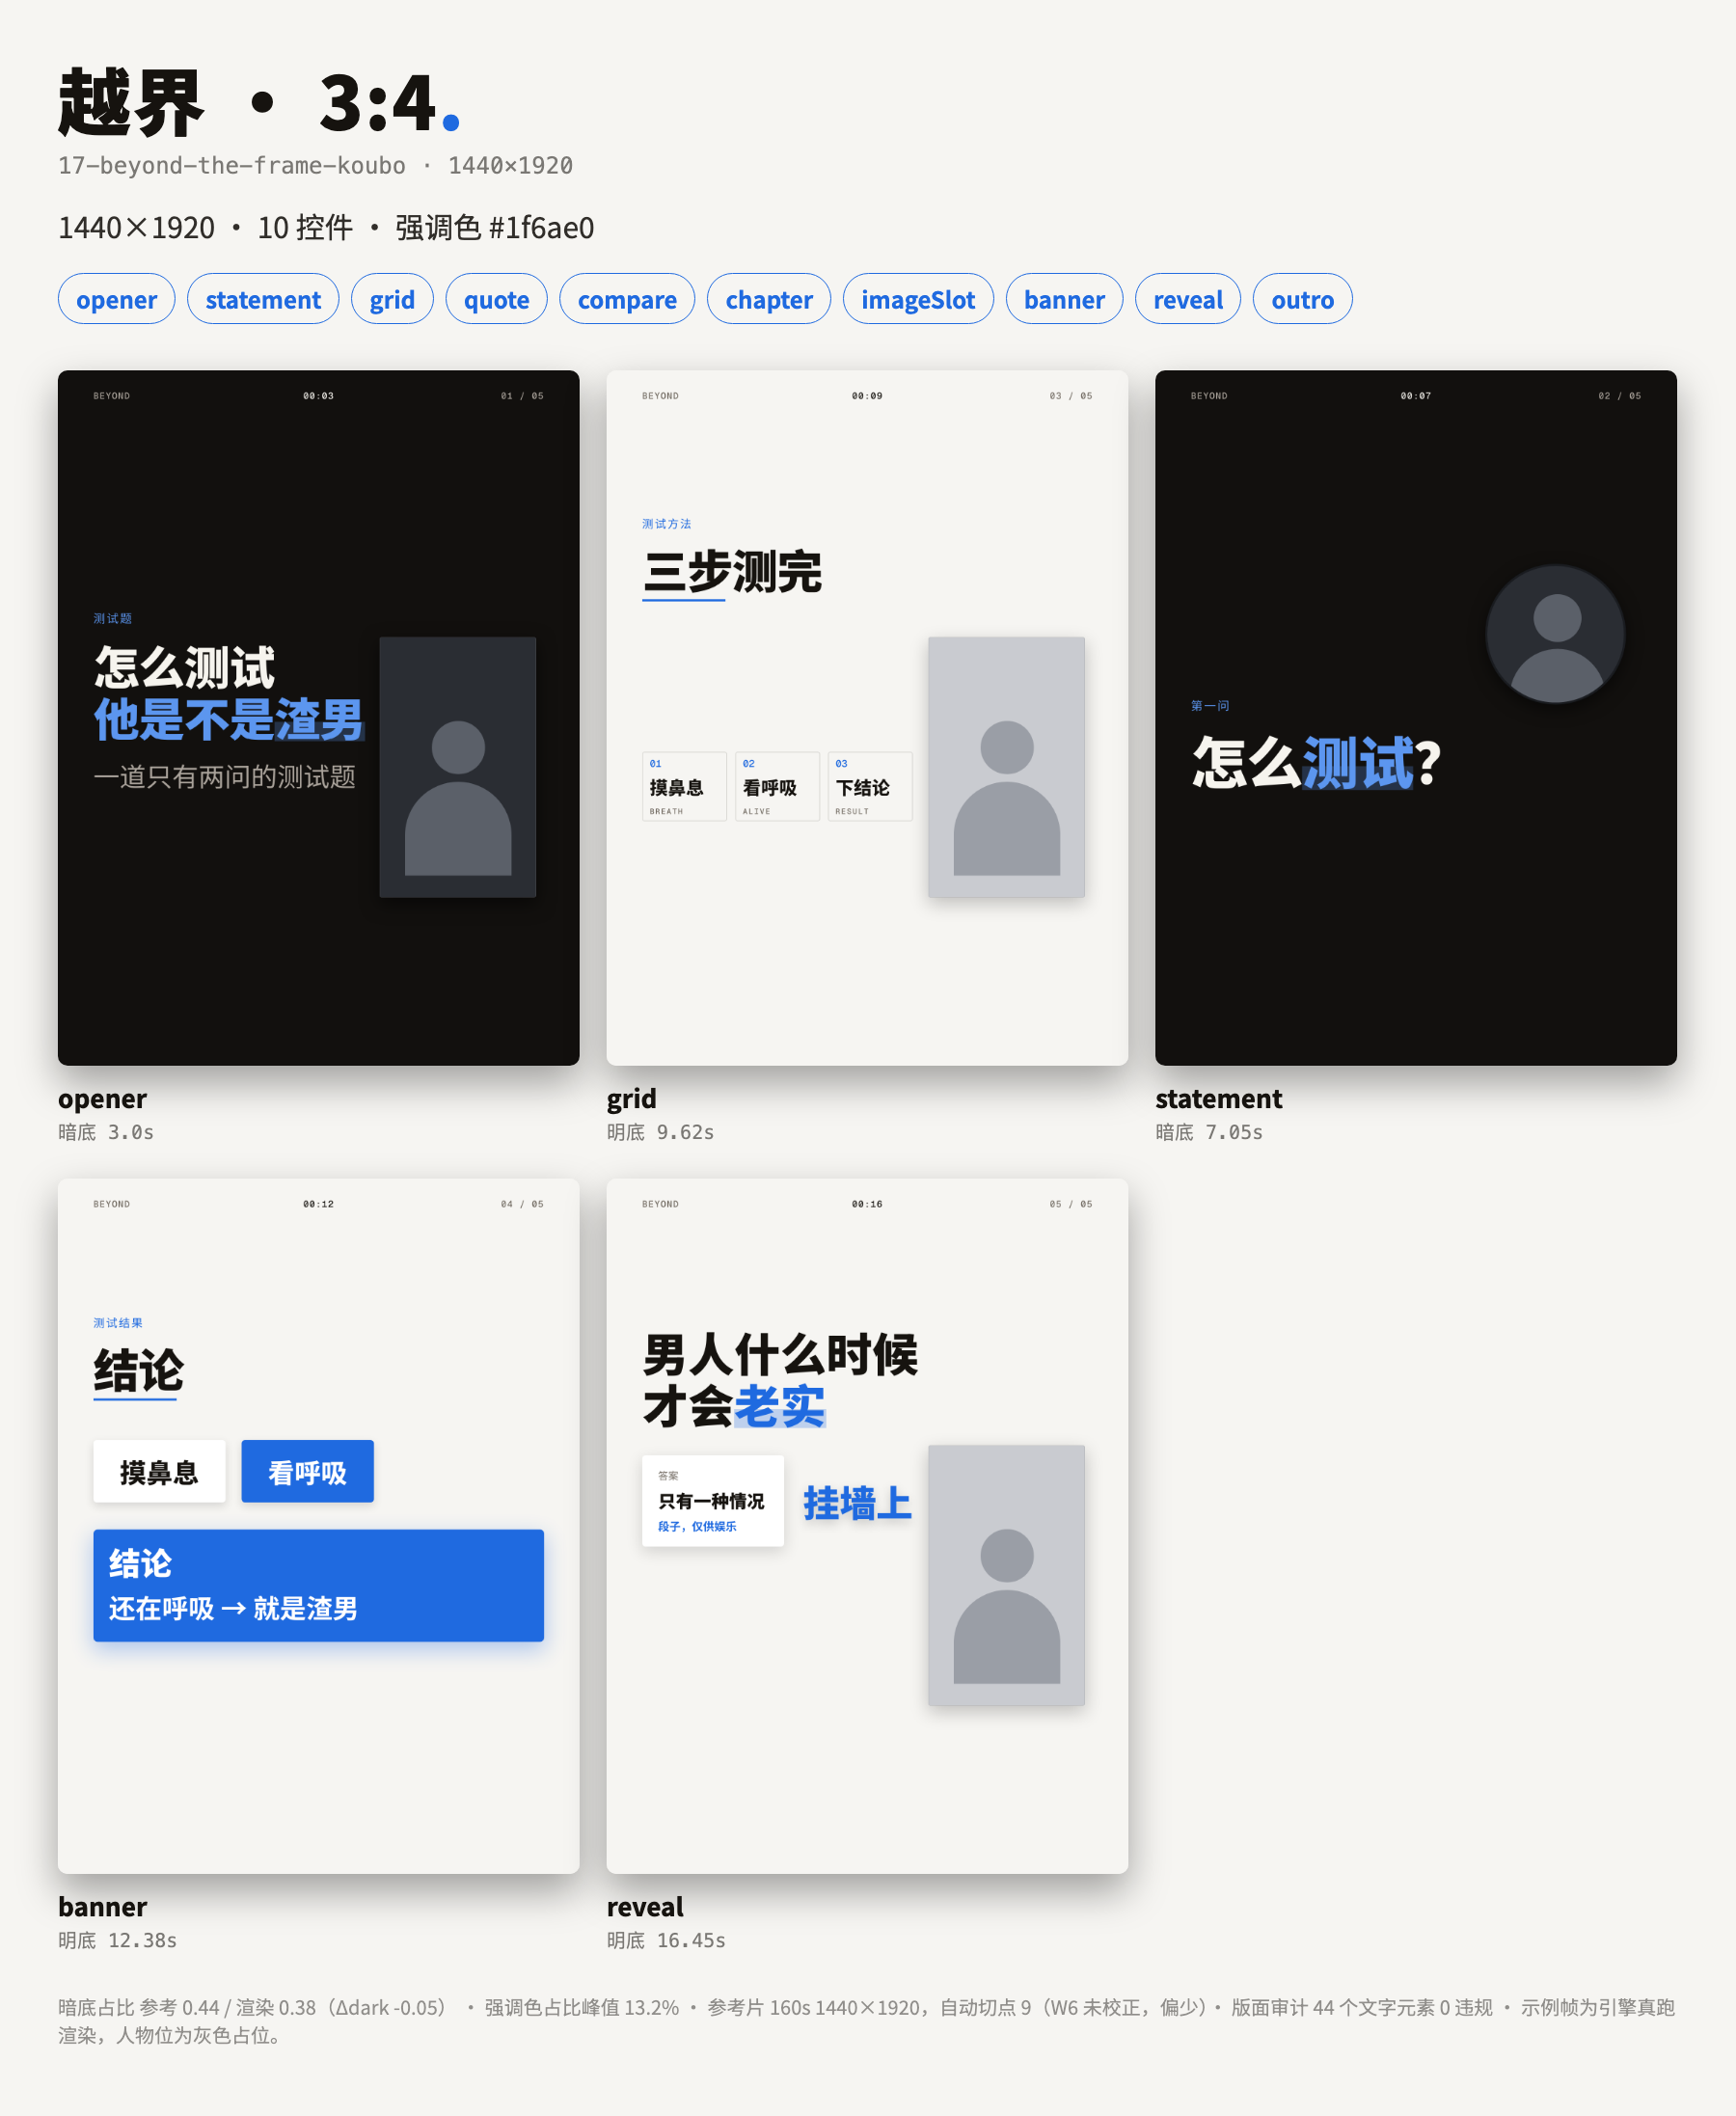 越界 · 3:4.
17-beyond-the-frame-koubo · 1440×1920
1440×1920 · 10 控件 · 强调色 #1f6ae0
opener statement grid quote compare chapter imageSlot banner reveal outro
BEYOND 00:03 01 / 05
测试题
怎么测试
他是不是渣男
一道只有两问的测试题
opener
暗底 3.0s
BEYOND 00:09 03 / 05
测试方法
三步测完
01 02 03
摸鼻息 看呼吸 下结论
BREATH ALIVE RESULT
grid
明底 9.62s
BEYOND 00:07 02 / 05
第一问
怎么测试?
statement
暗底 7.05s
BEYOND 00:12 04 / 05
测试结果
结论
摸鼻息 看呼吸
结论
还在呼吸 → 就是渣男
banner
明底 12.38s
BEYOND 00:16 05 / 05
男人什么时候
才会老实
答案
只有一种情况
段子，仅供娱乐
挂墙上
reveal
明底 16.45s
暗底占比 参考 0.44 / 渲染 0.38（Δdark -0.05） · 强调色占比峰值 13.2% · 参考片 160s 1440×1920，自动切点 9（W6 未校正，偏少）· 版面审计 44 个文字元素 0 违规 · 示例帧为引擎真跑
渲染，人物位为灰色占位。